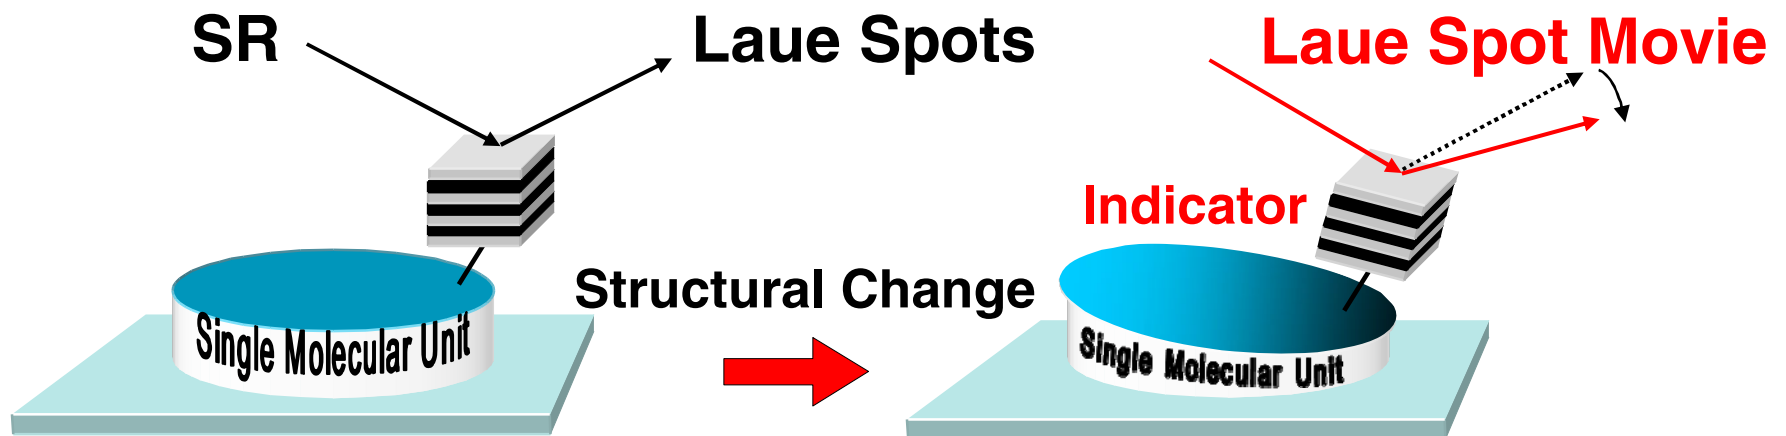 SR
Laue Spots
Laue Spot Movie
Indicator
Structural Change
Single Molecular Unit
Single Molecular Unit